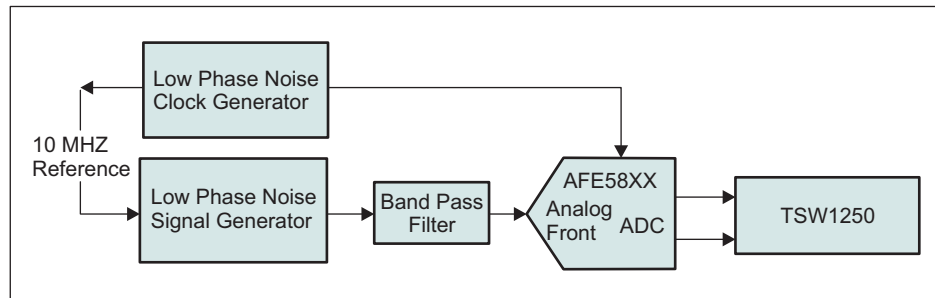 Low Phase Noise
Clock Generator
10 MHZ
Reference
Low Phase Noise
Signal Generator
Band Pass
Filter
AFE58XX
Analog
Front
ADC
TSW1250